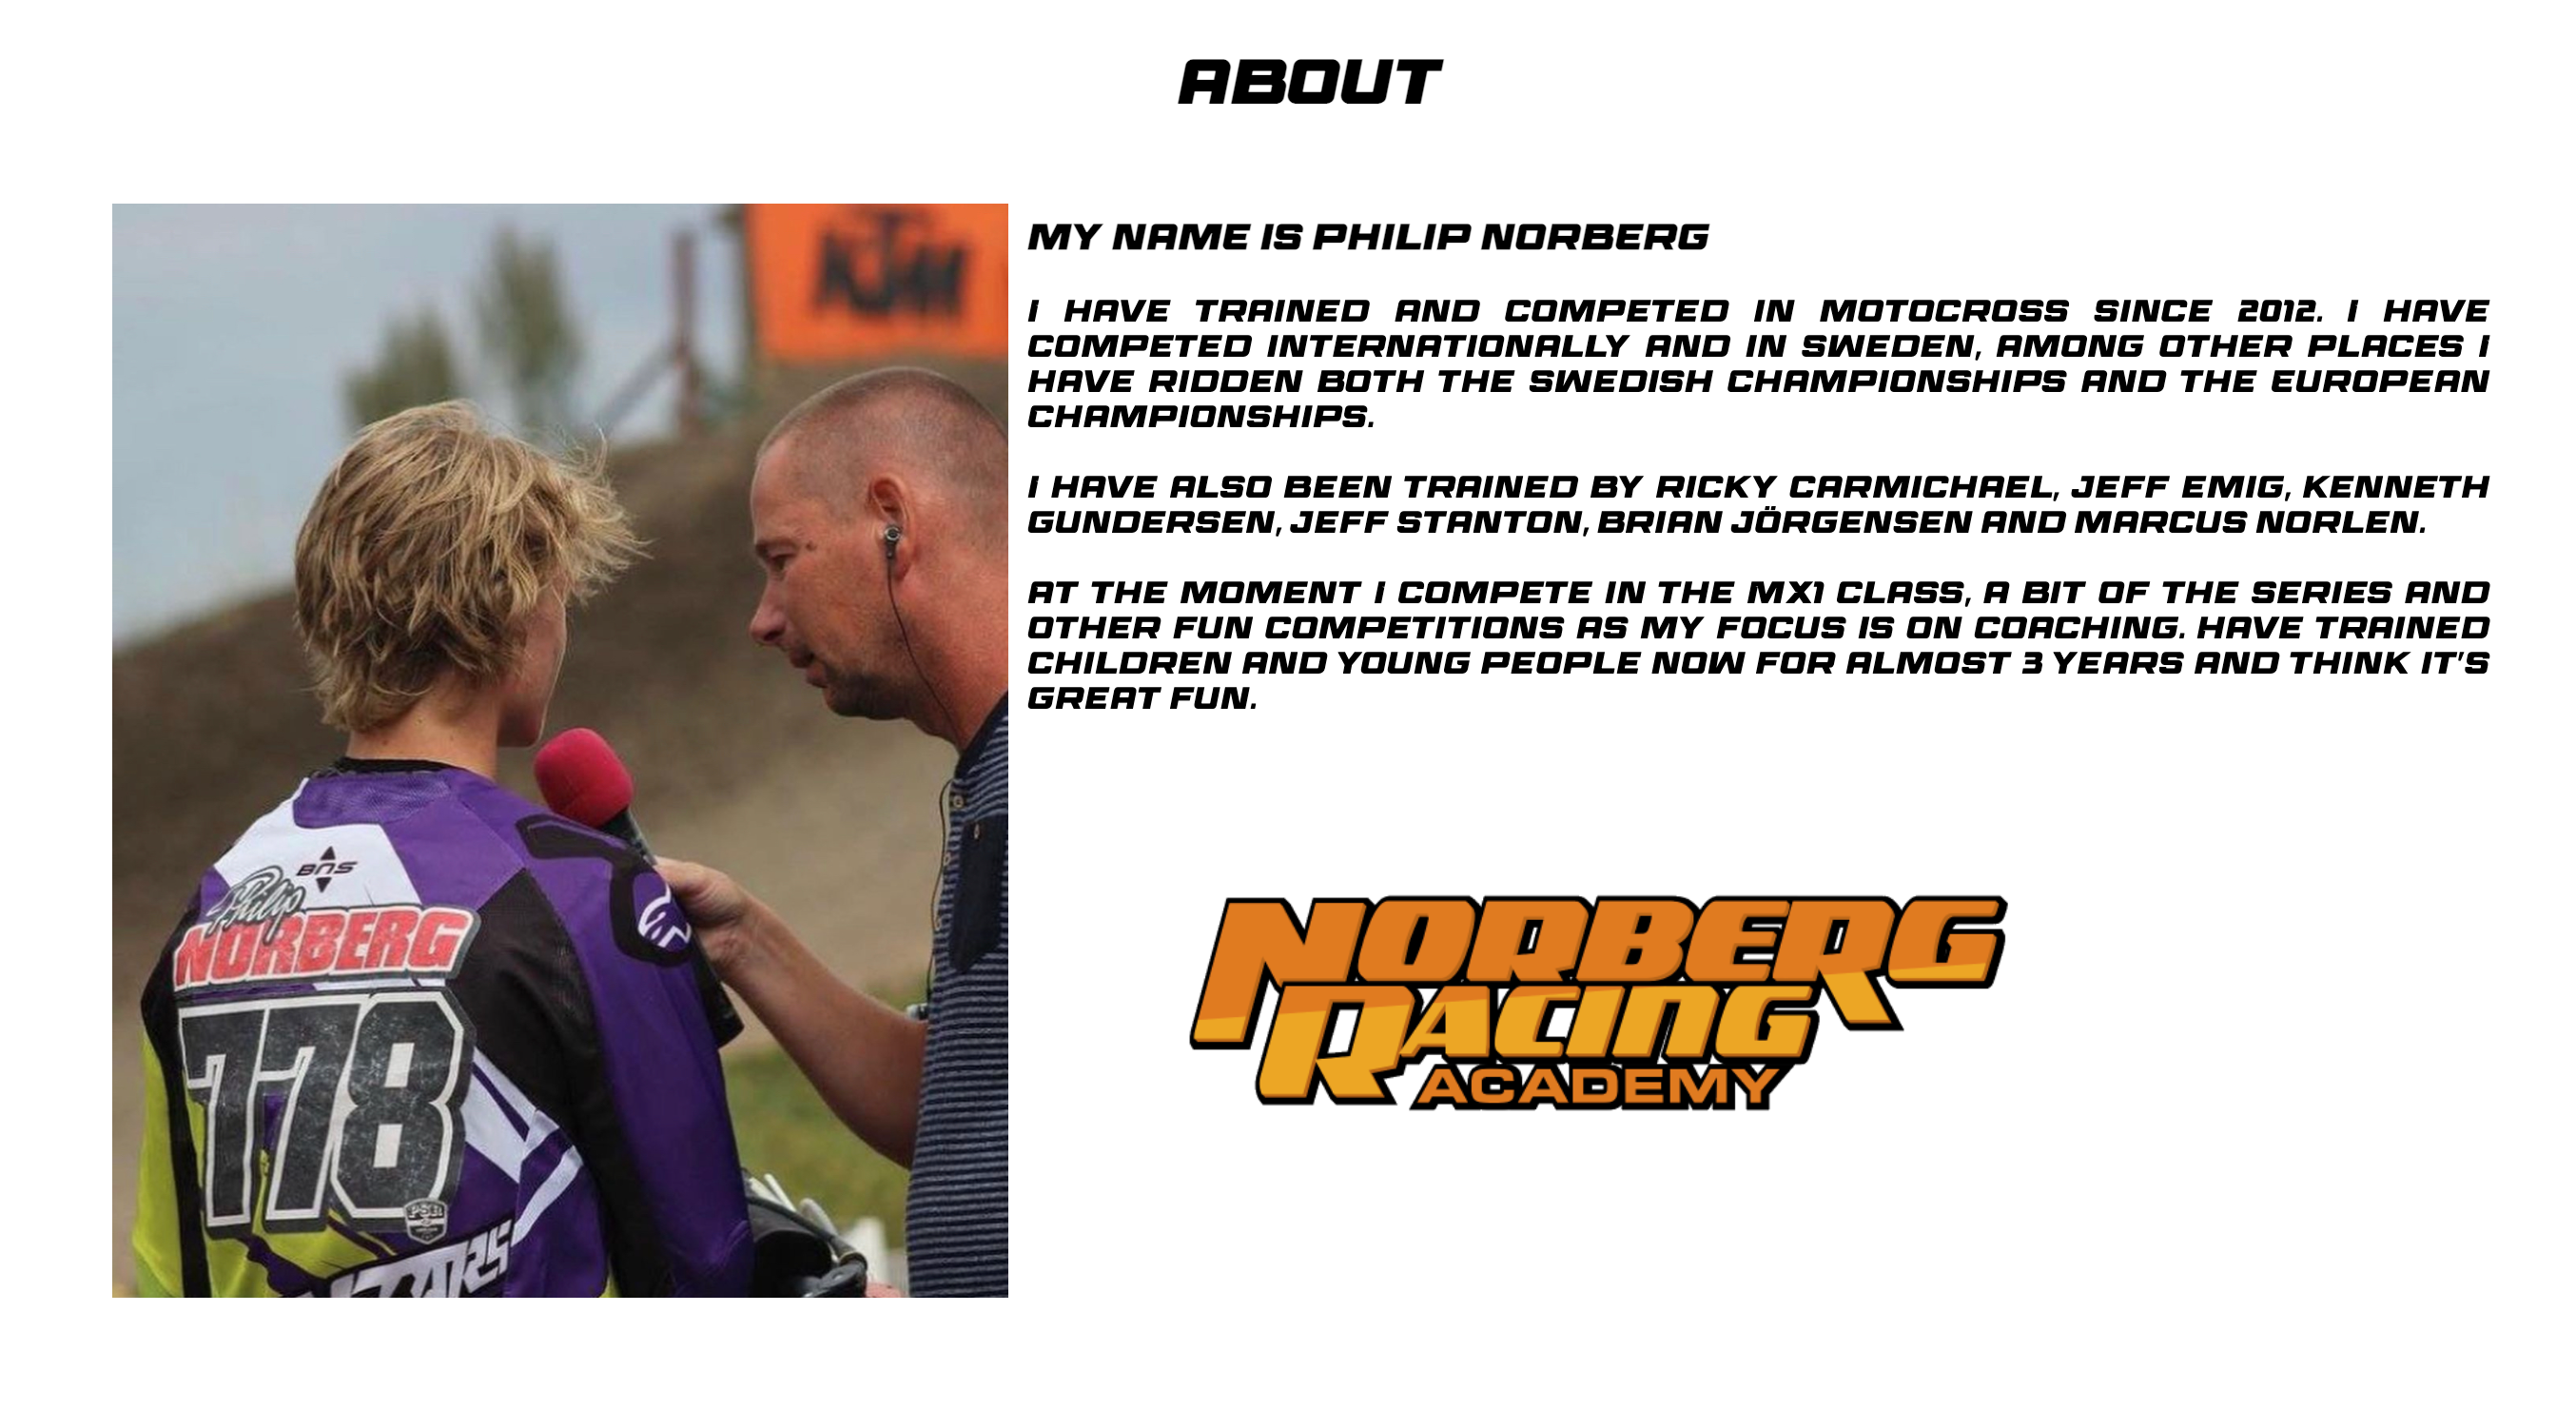 ABOUT
KTM
MY NAME IS PHILIP NORBERG
I HAVE TRAINED AND COMPETED IN MOTOCROSS SINCE 2012. I HAVE
COMPETED INTERNATIONALLY AND IN SWEDEN, AMONG OTHER PLACES I
HAVE RIDDEN BOTH THE SWEDISH CHAMPIONSHIPS AND THE EUROPEAN
CHAMPIONSHIPS.
I HAVE ALSO BEEN TRAINED BY RICKY CARMICHAEL, JEFF EMIG, KENNETH
GUNDERSEN, JEFF STANTON, BRIAN JÖRGENSEN AND MARCUS NORLEN.
AT THE MOMENT I COMPETE IN THE MX1 CLASS, A BIT OF THE SERIES AND
OTHER FUN COMPETITIONS AS MY FOCUS IS ON COACHING. HAVE TRAINED
CHILDREN AND YOUNG PEOPLE NOW FOR ALMOST 3 YEARS AND THINK IT'S
GREAT FUN.
BNS
Philip
NORBERG
778
PSR
NORBERG
RACING
ACADEMY